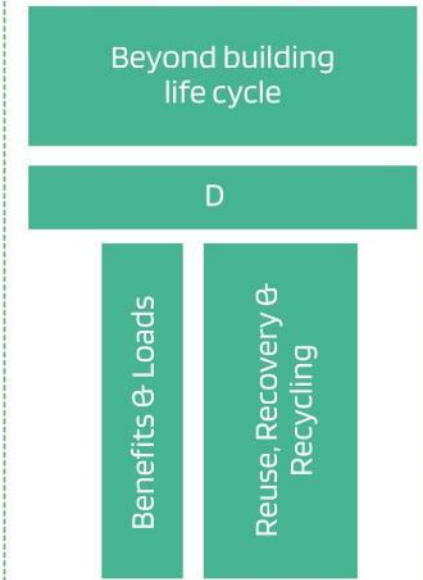 Beyond building
life cycle
D
Benefits & Loads
Reuse, Recovery &
Recycling